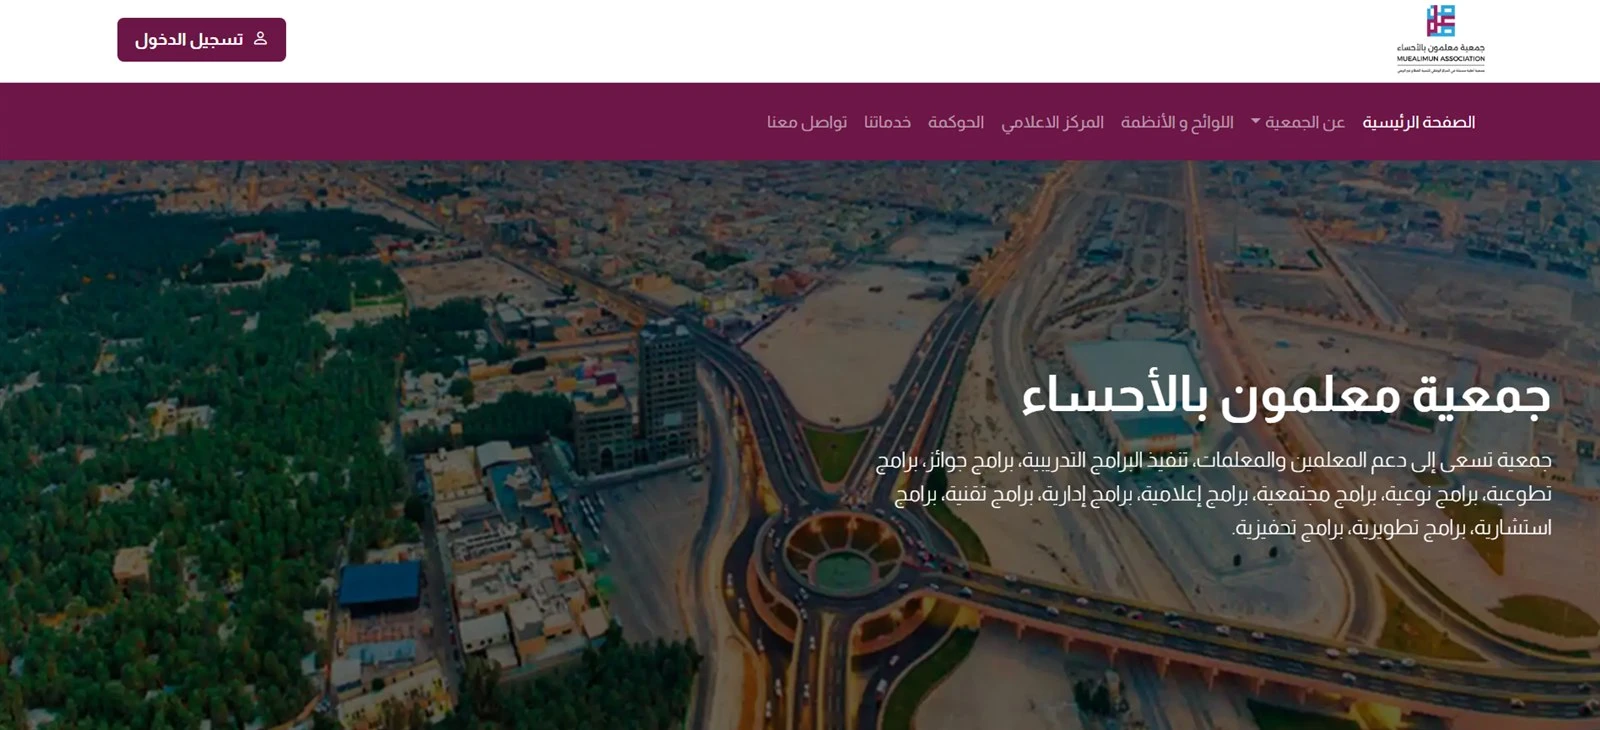 جمعية معلمون بالأحساء
MUEALIMUN ASSOCIATION
تسجيل الدخول
الصفحة الرئيسية
عن الجمعية
اللوائح و الأنظمة
المركز الاعلامي
الحوكمة
خدماتنا
تواصل معنا
جمعية معلمون بالأحساء
جمعية تسعى إلى دعم المعلمين والمعلمات، تنفيذ البرامج التدريبية، برامج جوائز، برامج
تطوعية، برامج نوعية، برامج مجتمعية، برامج إعلامية، برامج إدارية، برامج تقنية، برامج
استشارية، برامج تطويرية، برامج تحفيزية.